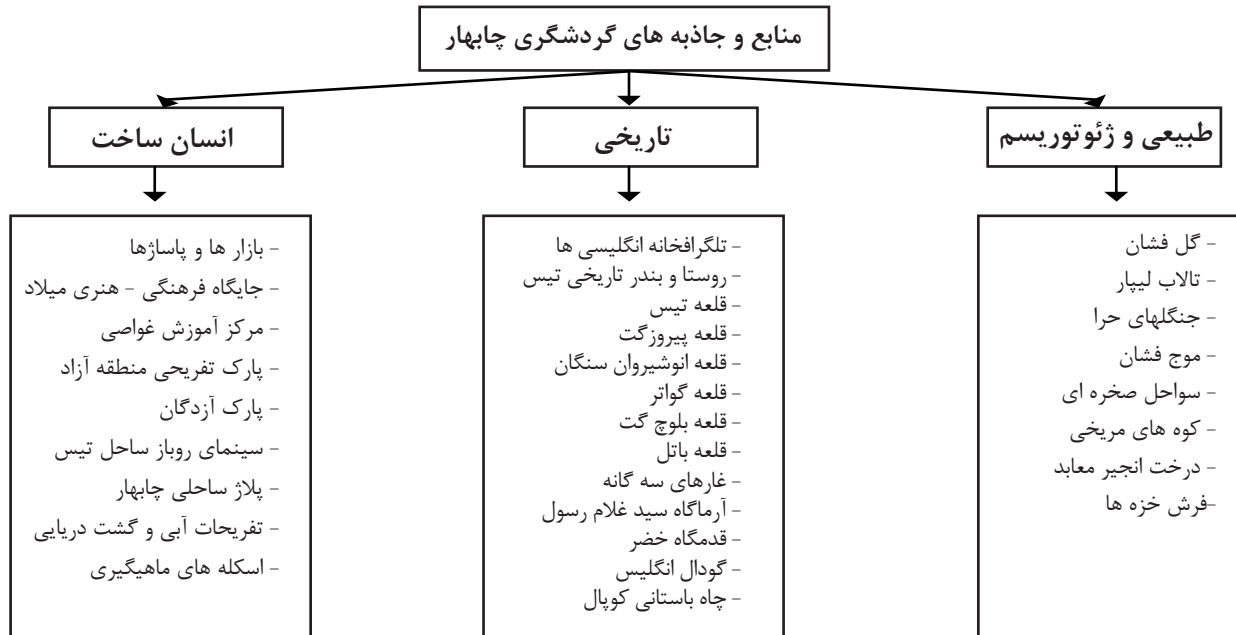 منابع و جاذبه های گردشگری چابهار
طبیعی و ژئوتوریسم
- گل فشان
- تالاب لیپار
- جنگلهای حرا
- موج فشان
- سواحل صخره ای
- کوه های مریخی
- درخت انجیر معابد
-فرش خزه ها
تاریخی
- تلگرافخانه انگلیسی ها
- روستا و بندر تاریخی تیس
- قلعه تیس
- قلعه پیروزگت
- قلعه انوشیروان سنگان
- قلعه گواتر
- قلعه بلوچ گت
- قلعه باتل
- غارهای سه گانه
- آرماگاه سید غلام رسول
- قدمگاه خضر
- گودال انگلیس
- چاه باستانی کوپال
انسان ساخت
- بازار ها و پاساژها
- جایگاه فرهنگی - هنری میلاد
- مرکز آموزش غواصی
- پارک تفریحی منطقه آزاد
- پارک آزدگان
- سینمای روباز ساحل تیس
- پلاژ ساحلی چابهار
- تفریحات آبی و گشت دریایی
- اسکله های ماهیگیری